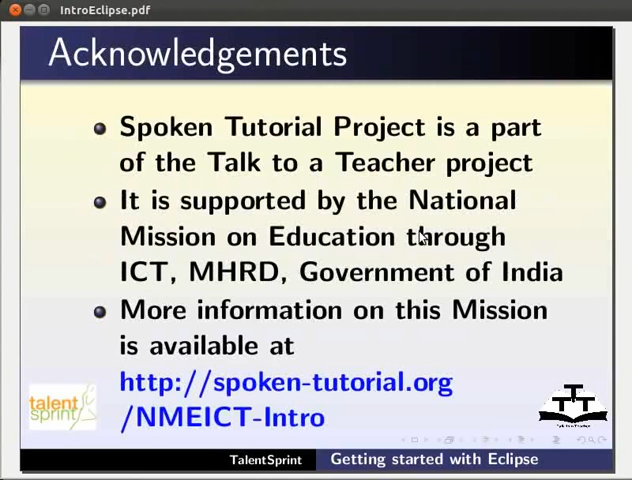 IntroEclipse.pdf
Acknowledgements
Spoken Tutorial Project is a part
of the Talk to a Teacher project
It is supported by the National
Mission on Education through
ICT, MHRD, Government of India
More information on this Mission
is available at
http://spoken-tutorial.org
/NMEICT-Intro
talent
sprint
TalentSprint
Getting started with Eclipse